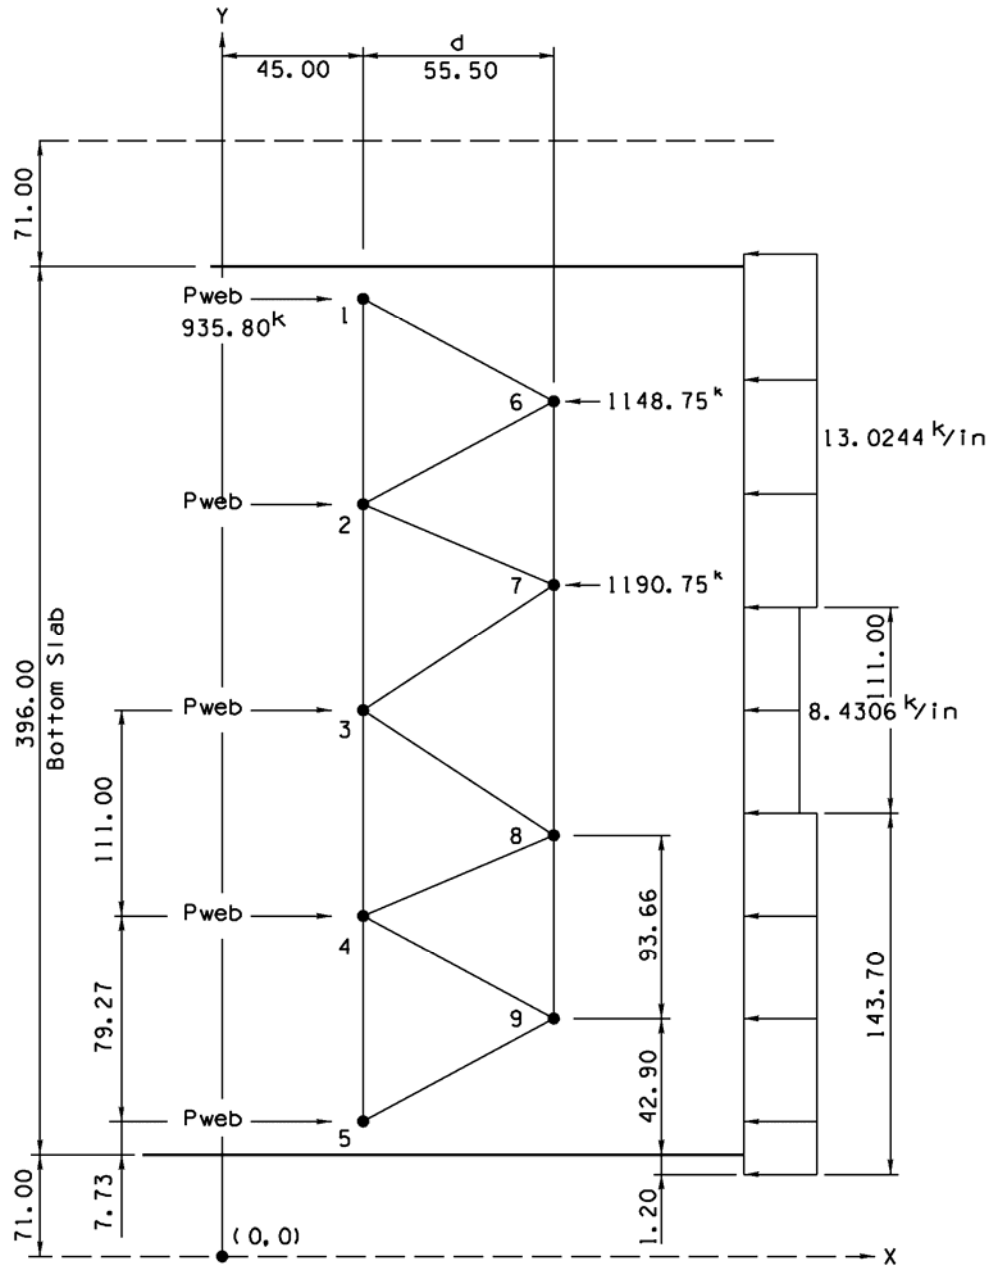 Y
d
45.00
55.50
71.00
Pweb
935.80ᵏ
1
6
1148.75ᵏ
13.0244 k/in
Pweb
2
7
1190.75ᵏ
396.00
Bottom Slab
Pweb
3
111.00
8.4306 k/in
111.00
8
Pweb
4
93.66
79.27
9
143.70
42.90
Pweb
5
71.00
7.73
1.20
(0,0)
X